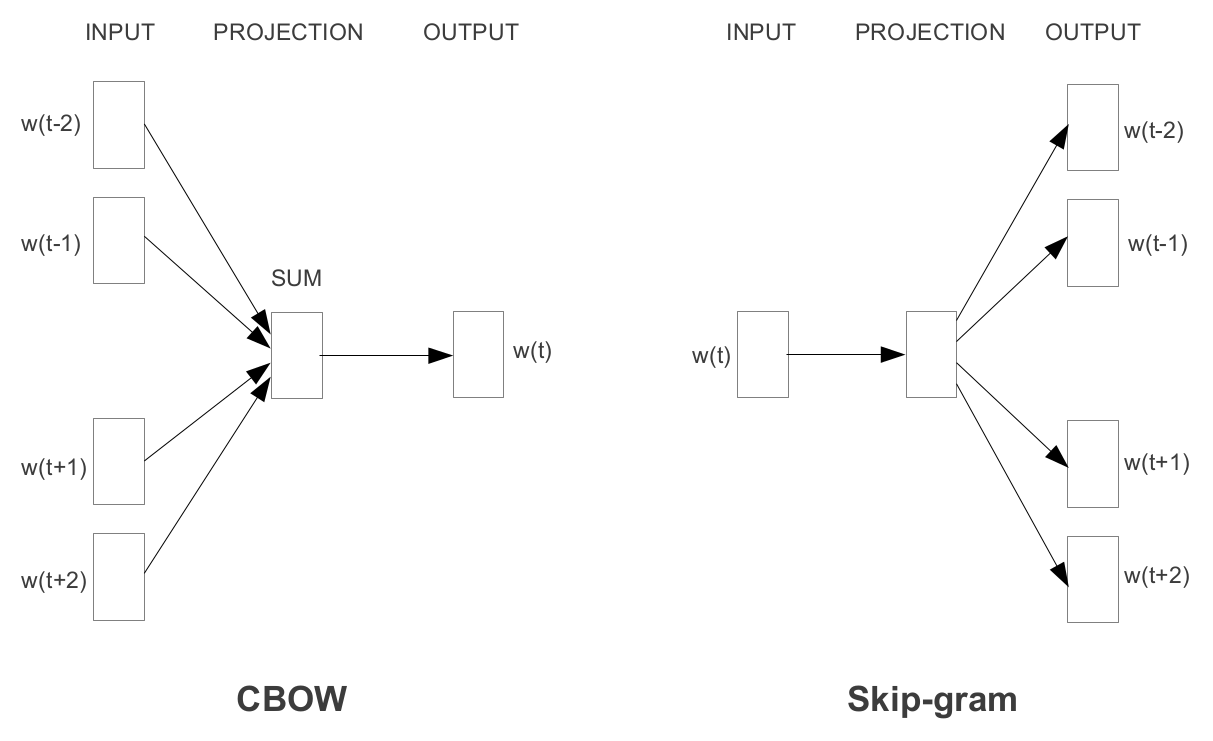 INPUT PROJECTION OUTPUT
w(t-2)
w(t-1)
SUM
w(t)
w(t+1)
w(t+2)
CBOW
INPUT PROJECTION OUTPUT
w(t-2)
w(t-1)
w(t)
w(t+1)
w(t+2)
Skip-gram